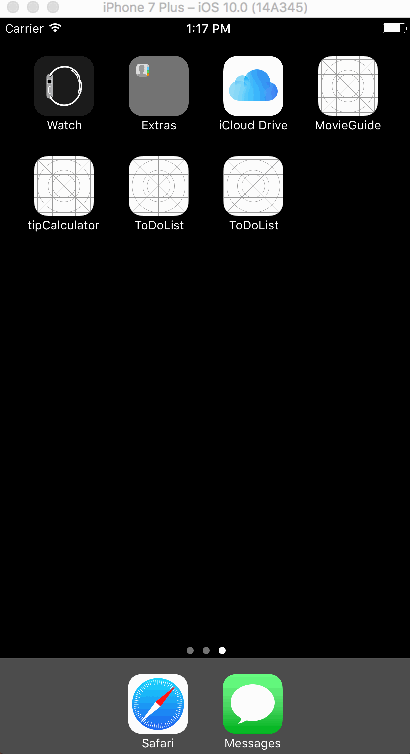 iPhone 7 Plus – iOS 10.0 (14A345)
Carrier 1:17 PM
Watch Extras iCloud Drive MovieGuide
tipCalculator ToDoList ToDoList
Safari Messages